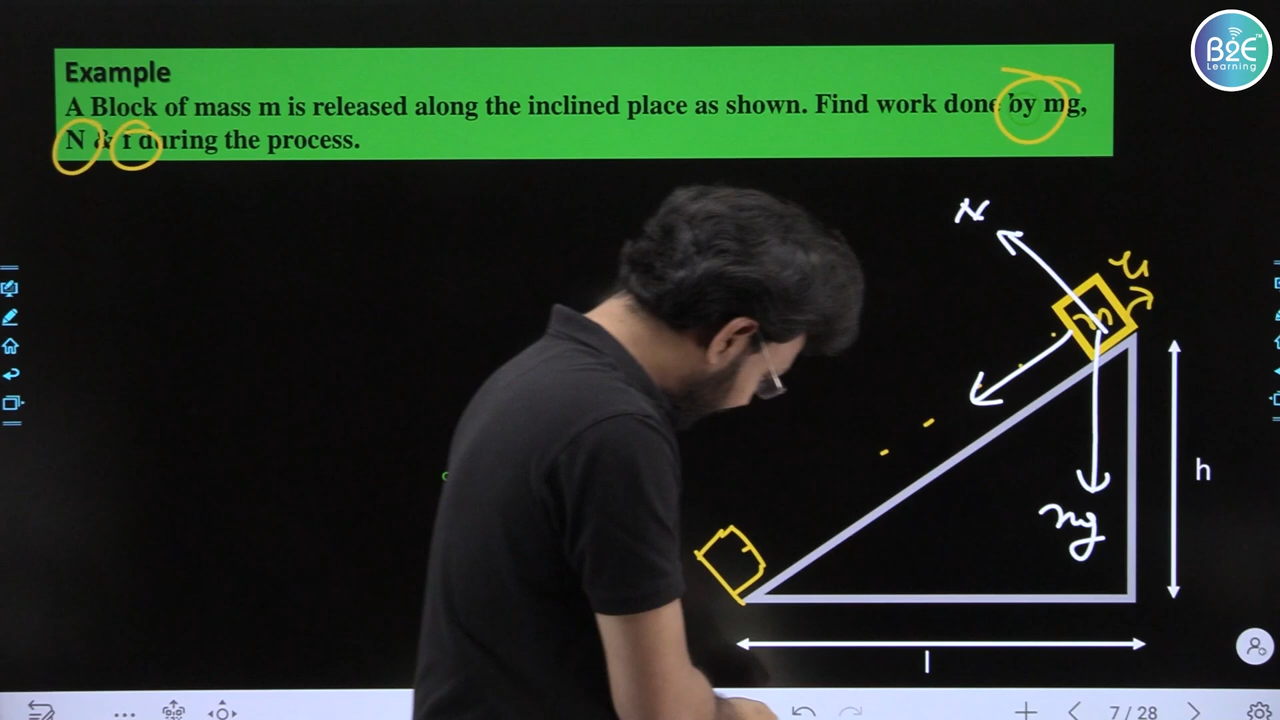 B2E
Learning
Example
A Block of mass m is released along the inclined place as shown. Find work done by mg,
N & f during the process.
N
m
h
mg
l
7 / 28